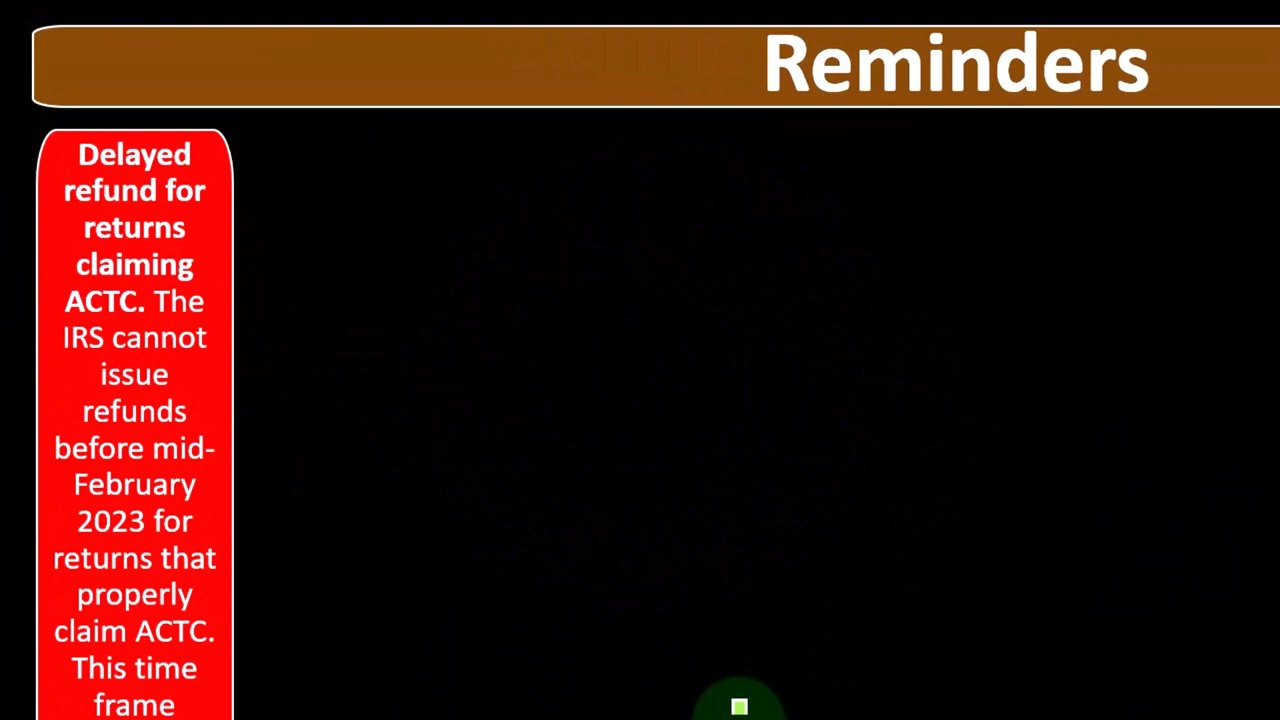 Reminders
Delayed
refund for
returns
claiming
ACTC. The
IRS cannot
issue
refunds
before mid-
February
2023 for
returns that
properly
claim ACTC.
This time
frame